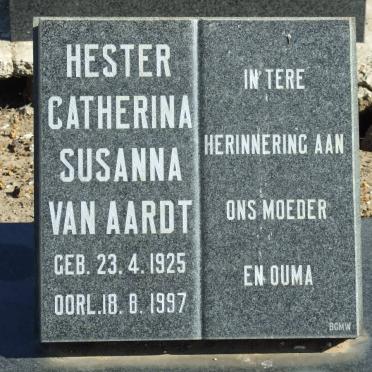 HESTER
CATHERINA
SUSANNA
VAN AARDT
GEB. 23. 4. 1925
OORL. 18. 8. 1997
IN TERE
HERINNERING AAN
ONS MOEDER
EN OUMA
BGMW